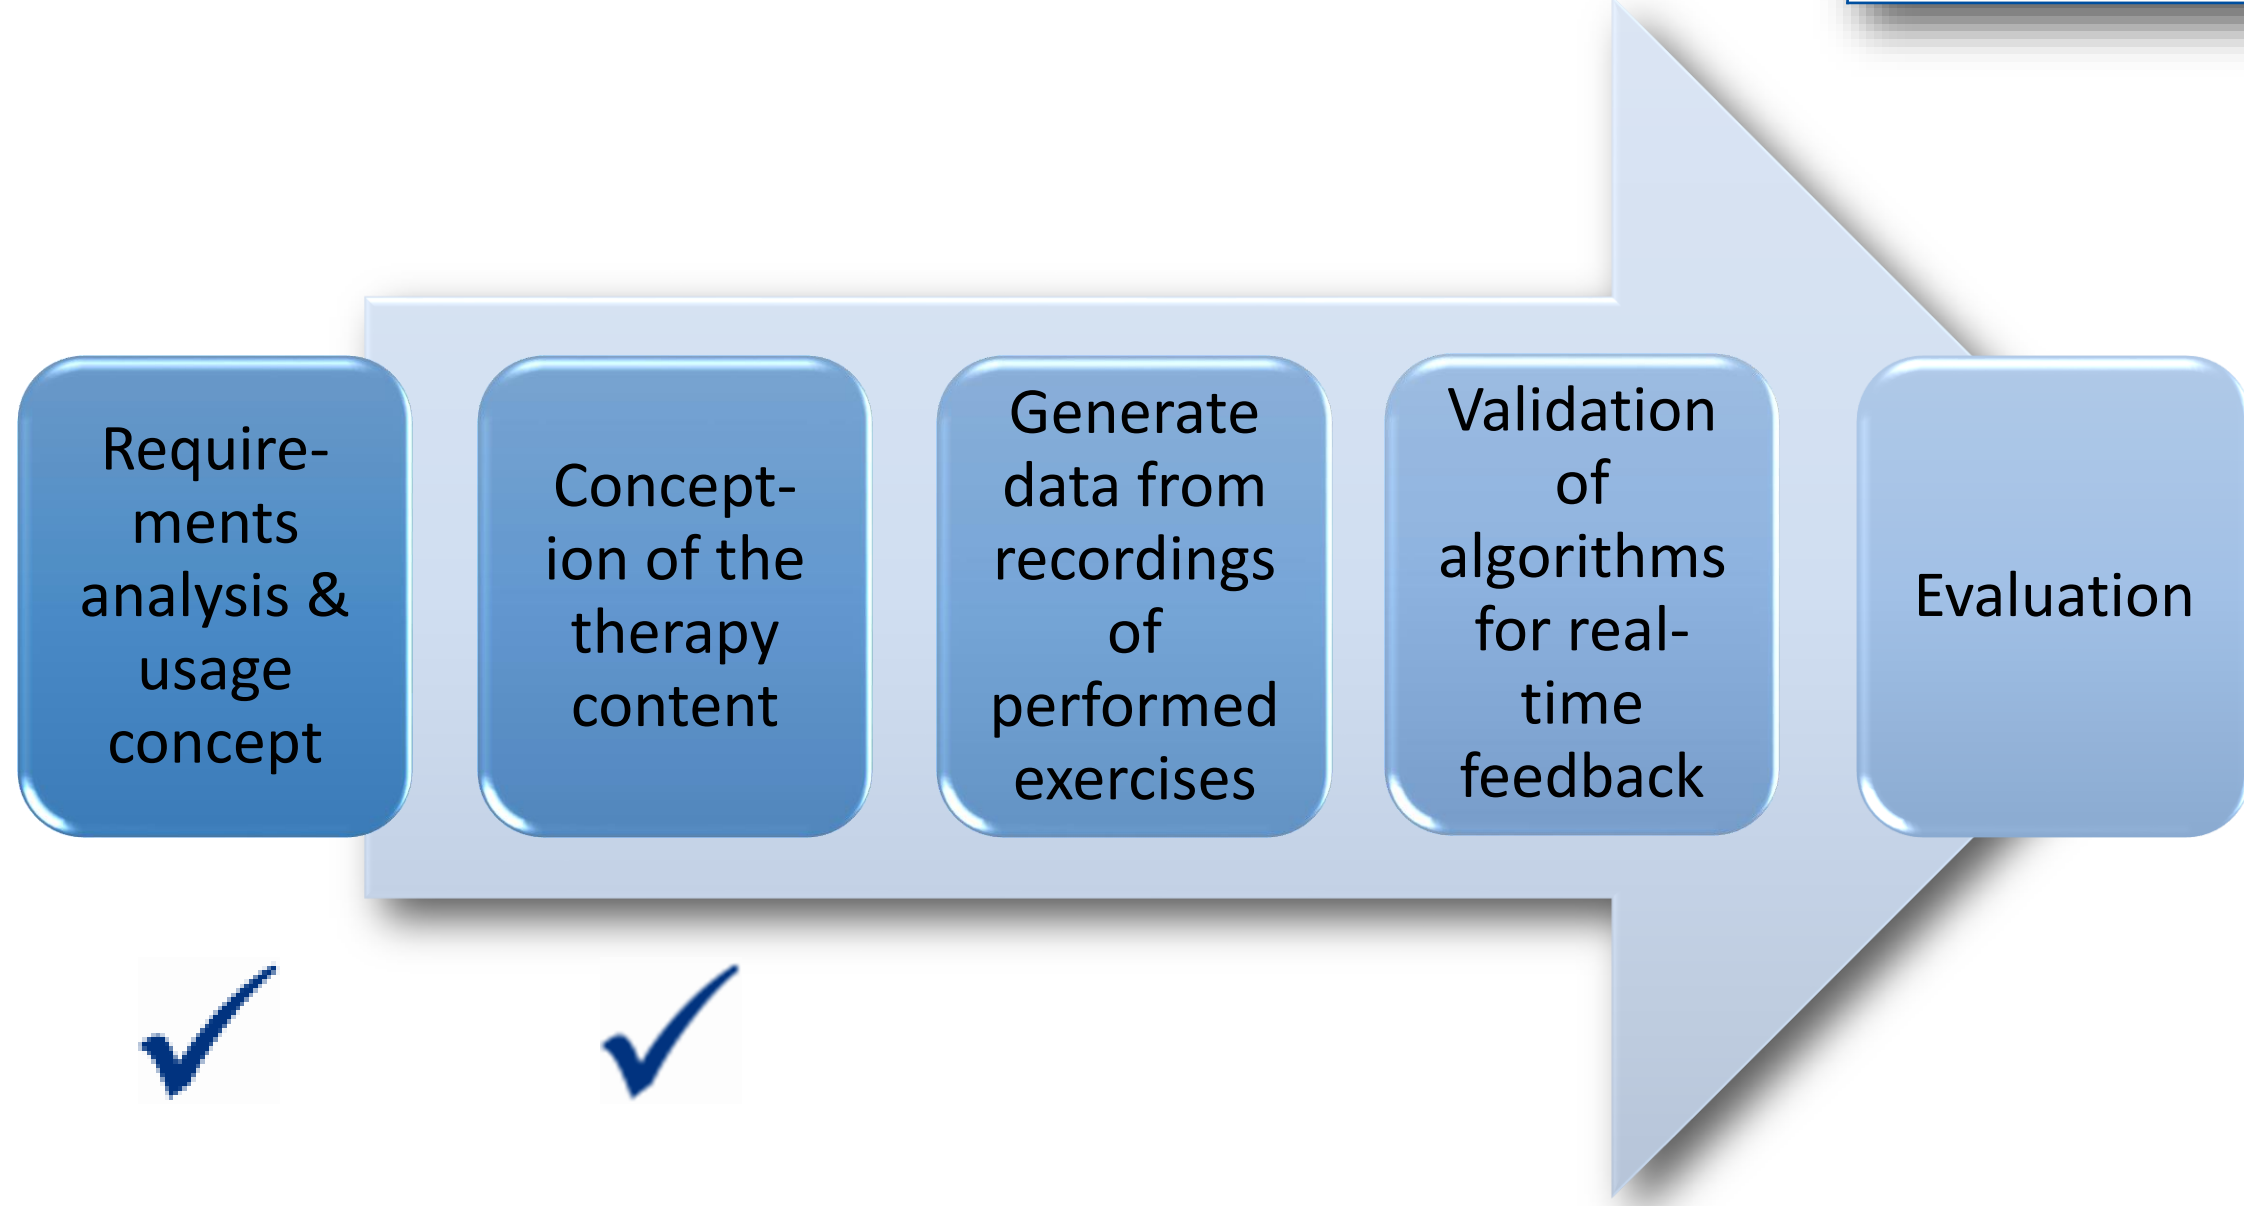 Require-
ments
analysis &
usage
concept
Concept-
ion of the
therapy
content
Generate
data from
recordings
of
performed
exercises
Validation
of
algorithms
for real-
time
feedback
Evaluation